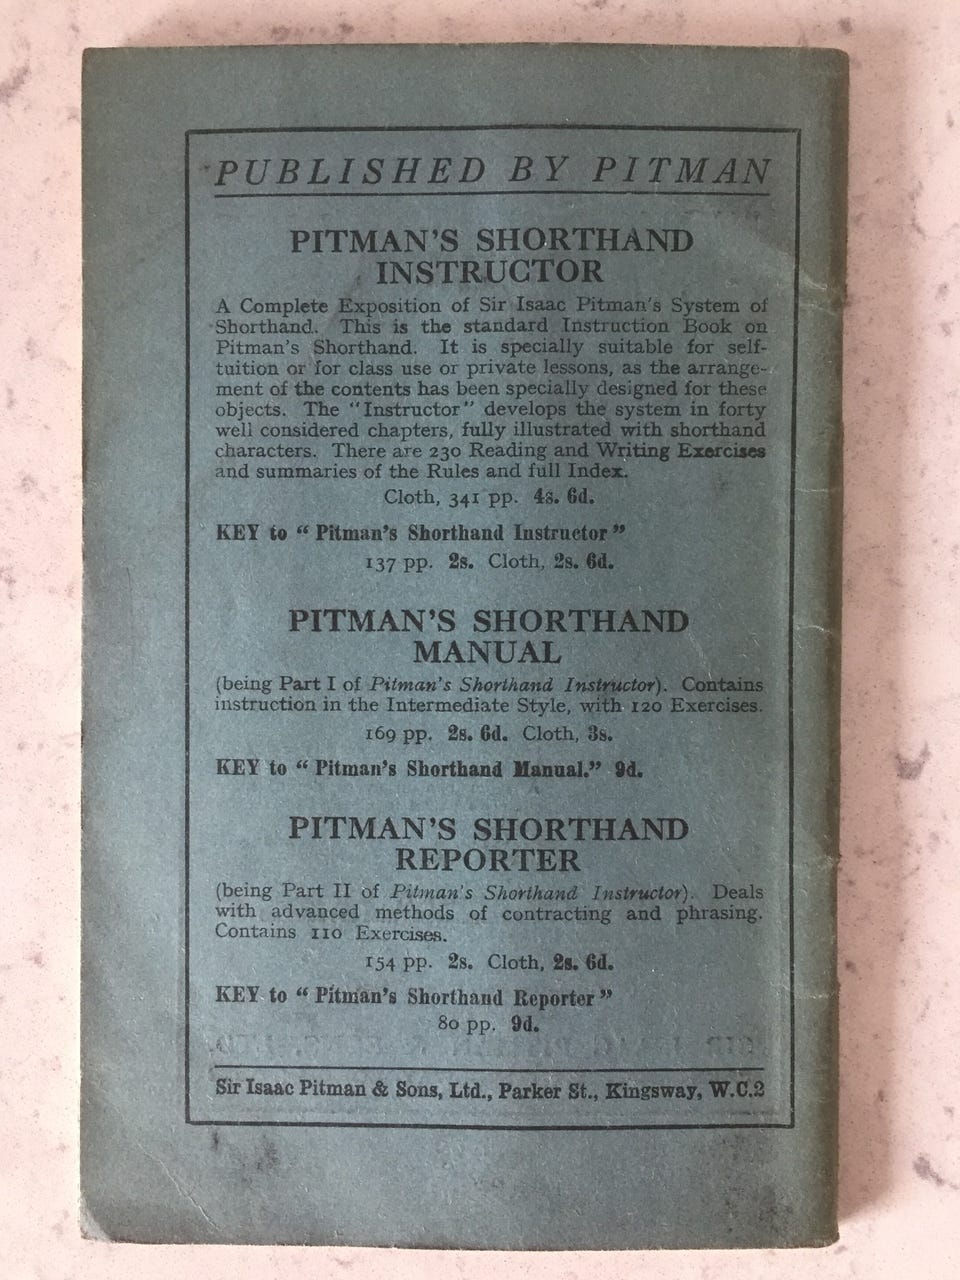 PUBLISHED BY PITMAN
PITMAN'S SHORTHAND
INSTRUCTOR
A Complete Exposition of Sir Isaac Pitman's System of
Shorthand. This is the standard Instruction Book on
Pitman's Shorthand. It is specially suitable for self-
tuition or for class use or private lessons, as the arrange-
ment of the contents has been specially designed for these
objects. The "Instructor" develops the system in forty
well considered chapters, fully illustrated with shorthand
characters. There are 230 Reading and Writing Exercises
and summaries of the Rules and full Index.
Cloth, 341 pp. 4s. 6d.
KEY to "Pitman's Shorthand Instructor"
137 pp. 2s. Cloth, 2s. 6d.
PITMAN'S SHORTHAND
MANUAL
(being Part I of Pitman's Shorthand Instructor). Contains
instruction in the Intermediate Style, with 120 Exercises.
169 pp. 2s. 6d. Cloth, 3s.
KEY to "Pitman's Shorthand Manual." 9d.
PITMAN'S SHORTHAND
REPORTER
(being Part II of Pitman's Shorthand Instructor). Deals
with advanced methods of contracting and phrasing.
Contains 110 Exercises.
154 pp. 2s. Cloth, 2s. 6d.
KEY to "Pitman's Shorthand Reporter"
80 pp. 9d.
Sir Isaac Pitman & Sons, Ltd., Parker St., Kingsway, W.C.2